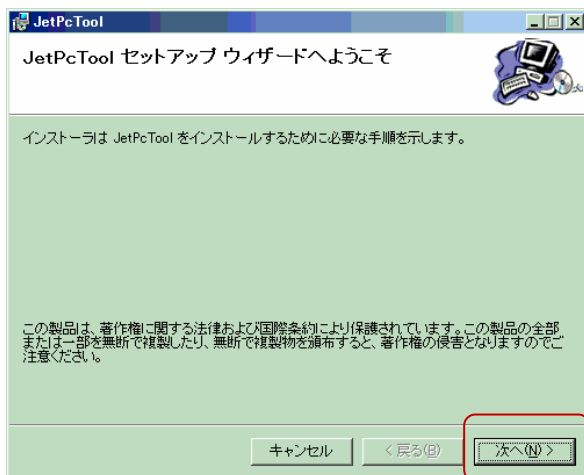 JetPcTool
JetPcTool セットアップ ウィザードへようこそ
インストーラは JetPcTool をインストールするために必要な手順を示します。
この製品は、著作権に関する法律および国際条約により保護されています。この製品の全部
または一部を無断で複製したり、無断で複製物を頒布すると、著作権の侵害となりますのでご
注意ください。
キャンセル
< 戻る(B)
次へ(N) >